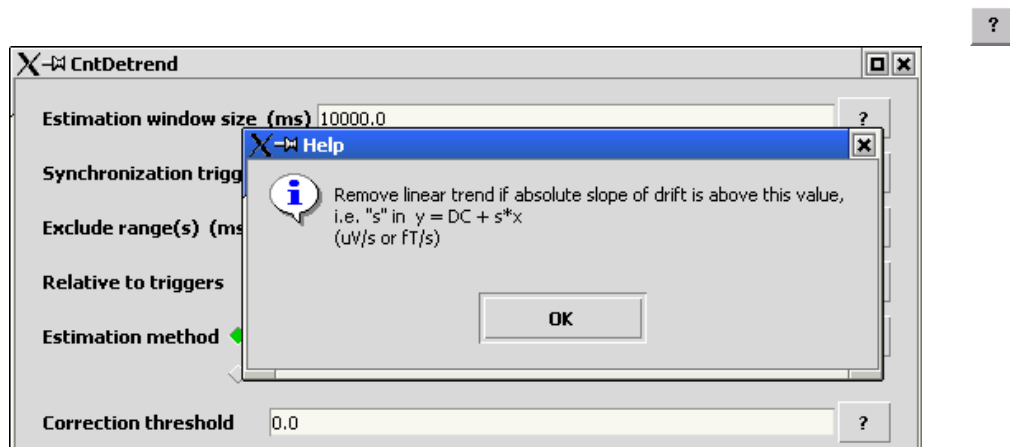 ?
CntDetrend
Estimation window size (ms) 10000.0 ?
Help
Synchronization trigg
Remove linear trend if absolute slope of drift is above this value,
i.e. "s" in y = DC + s*x
(uV/s or fT/s)
Exclude range(s) (ms
Relative to triggers
OK
Estimation method
Correction threshold 0.0 ?